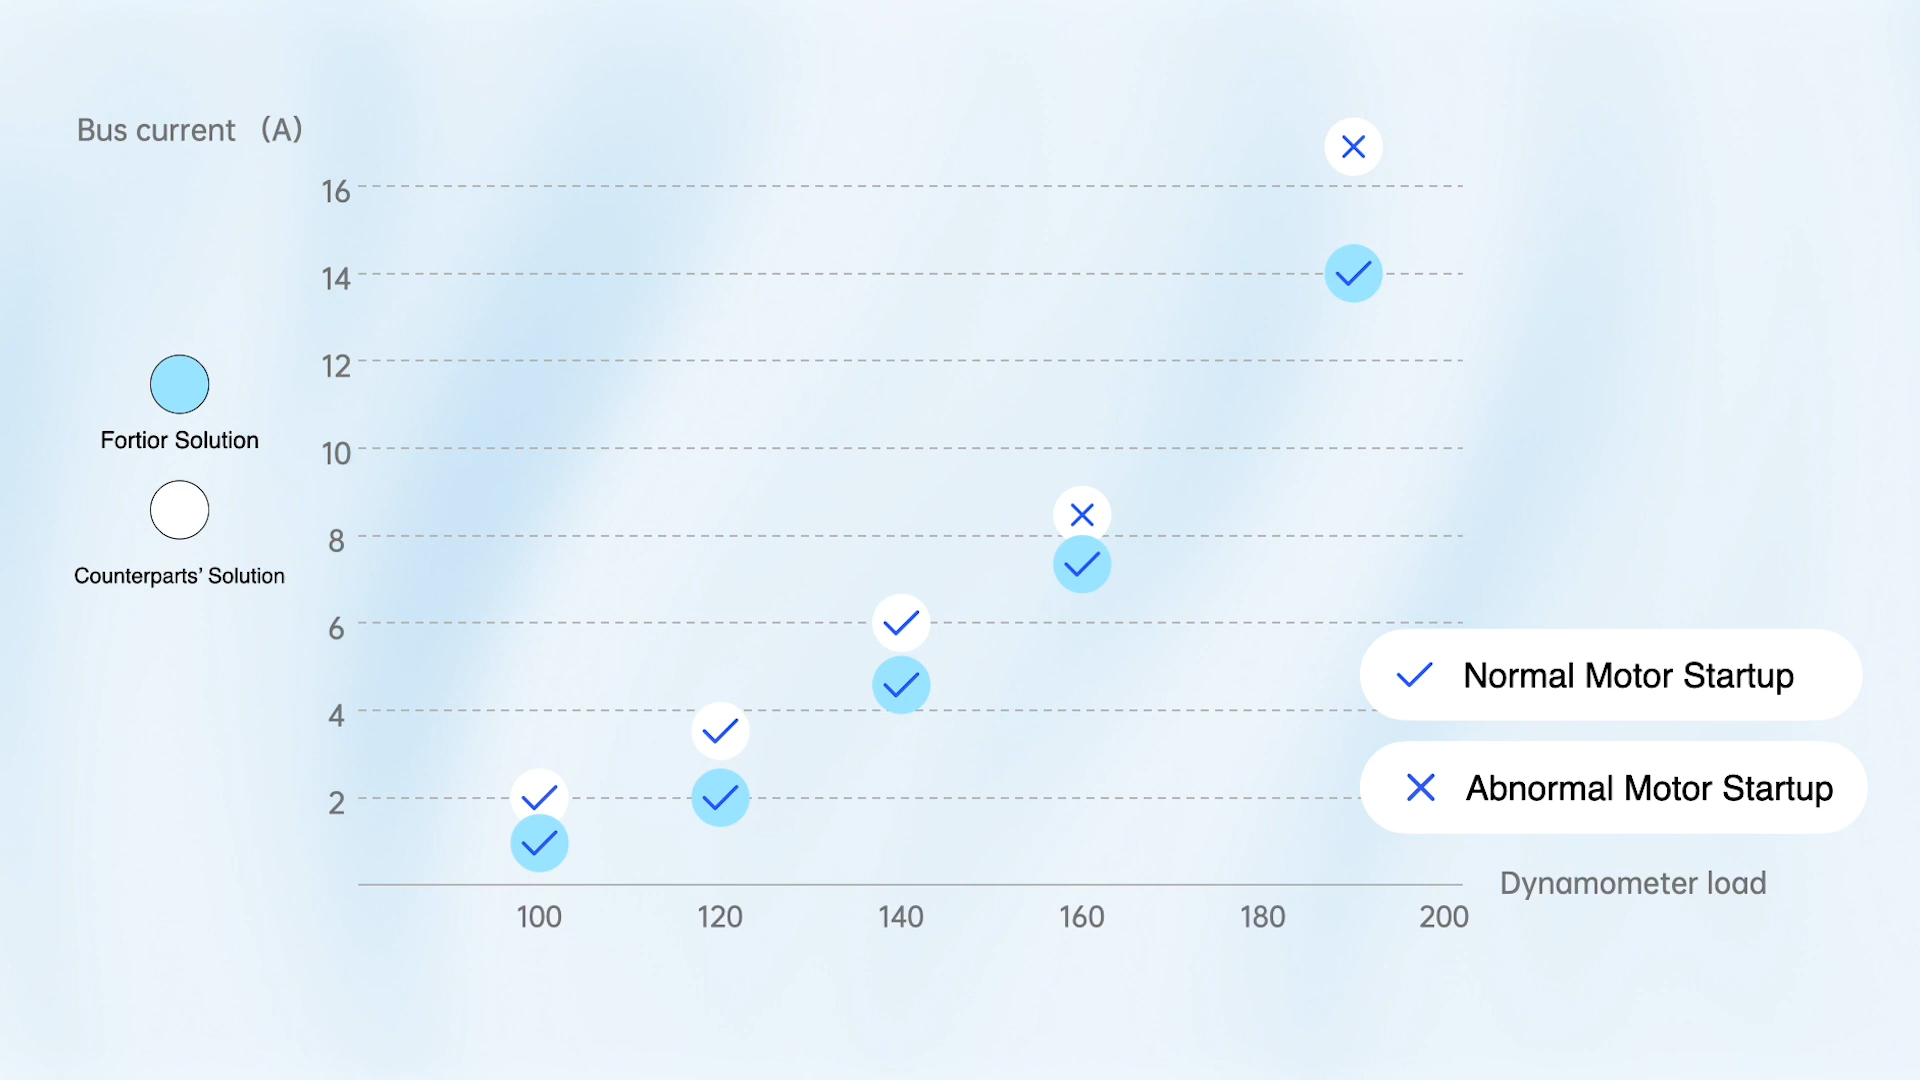 Bus current （A）
16
14
12
10
8
6
4
2
Fortior Solution
Counterparts’ Solution
Normal Motor Startup
Abnormal Motor Startup
Dynamometer load
100 120 140 160 180 200